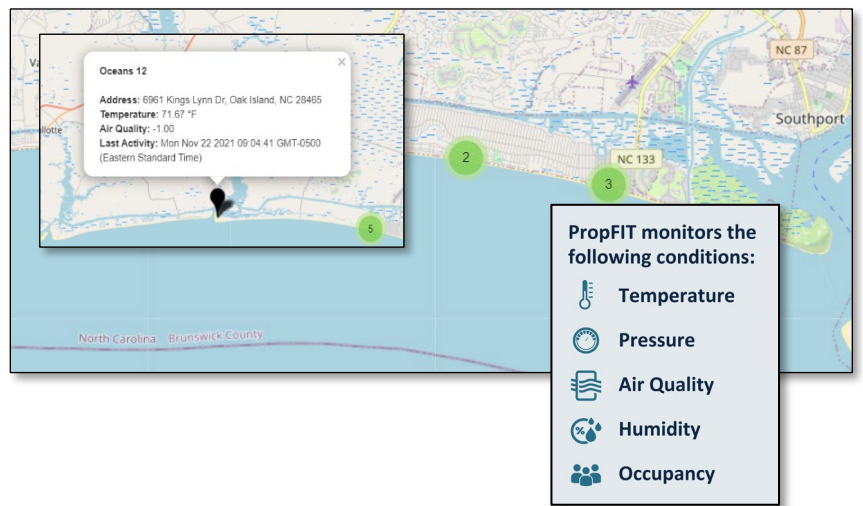 Oceans 12
×
Address: 6961 Kings Lynn Dr, Oak Island, NC 28465
Temperature: 71.67 °F
Air Quality: -1.00
Last Activity: Mon Nov 22 2021 09:04:41 GMT-0500
(Eastern Standard Time)
NC 87
Southport
lotte
2
NC 133
3
5
North Carolina Brunswick County
PropFIT monitors the
following conditions:
Temperature
Pressure
Air Quality
%
Humidity
Occupancy